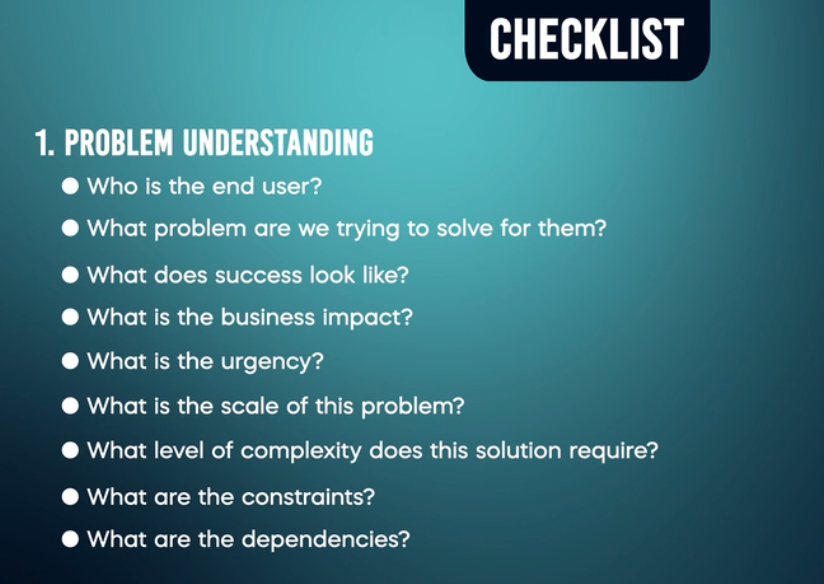 CHECKLIST
1. PROBLEM UNDERSTANDING
● Who is the end user?
● What problem are we trying to solve for them?
● What does success look like?
● What is the business impact?
● What is the urgency?
● What is the scale of this problem?
● What level of complexity does this solution require?
● What are the constraints?
● What are the dependencies?